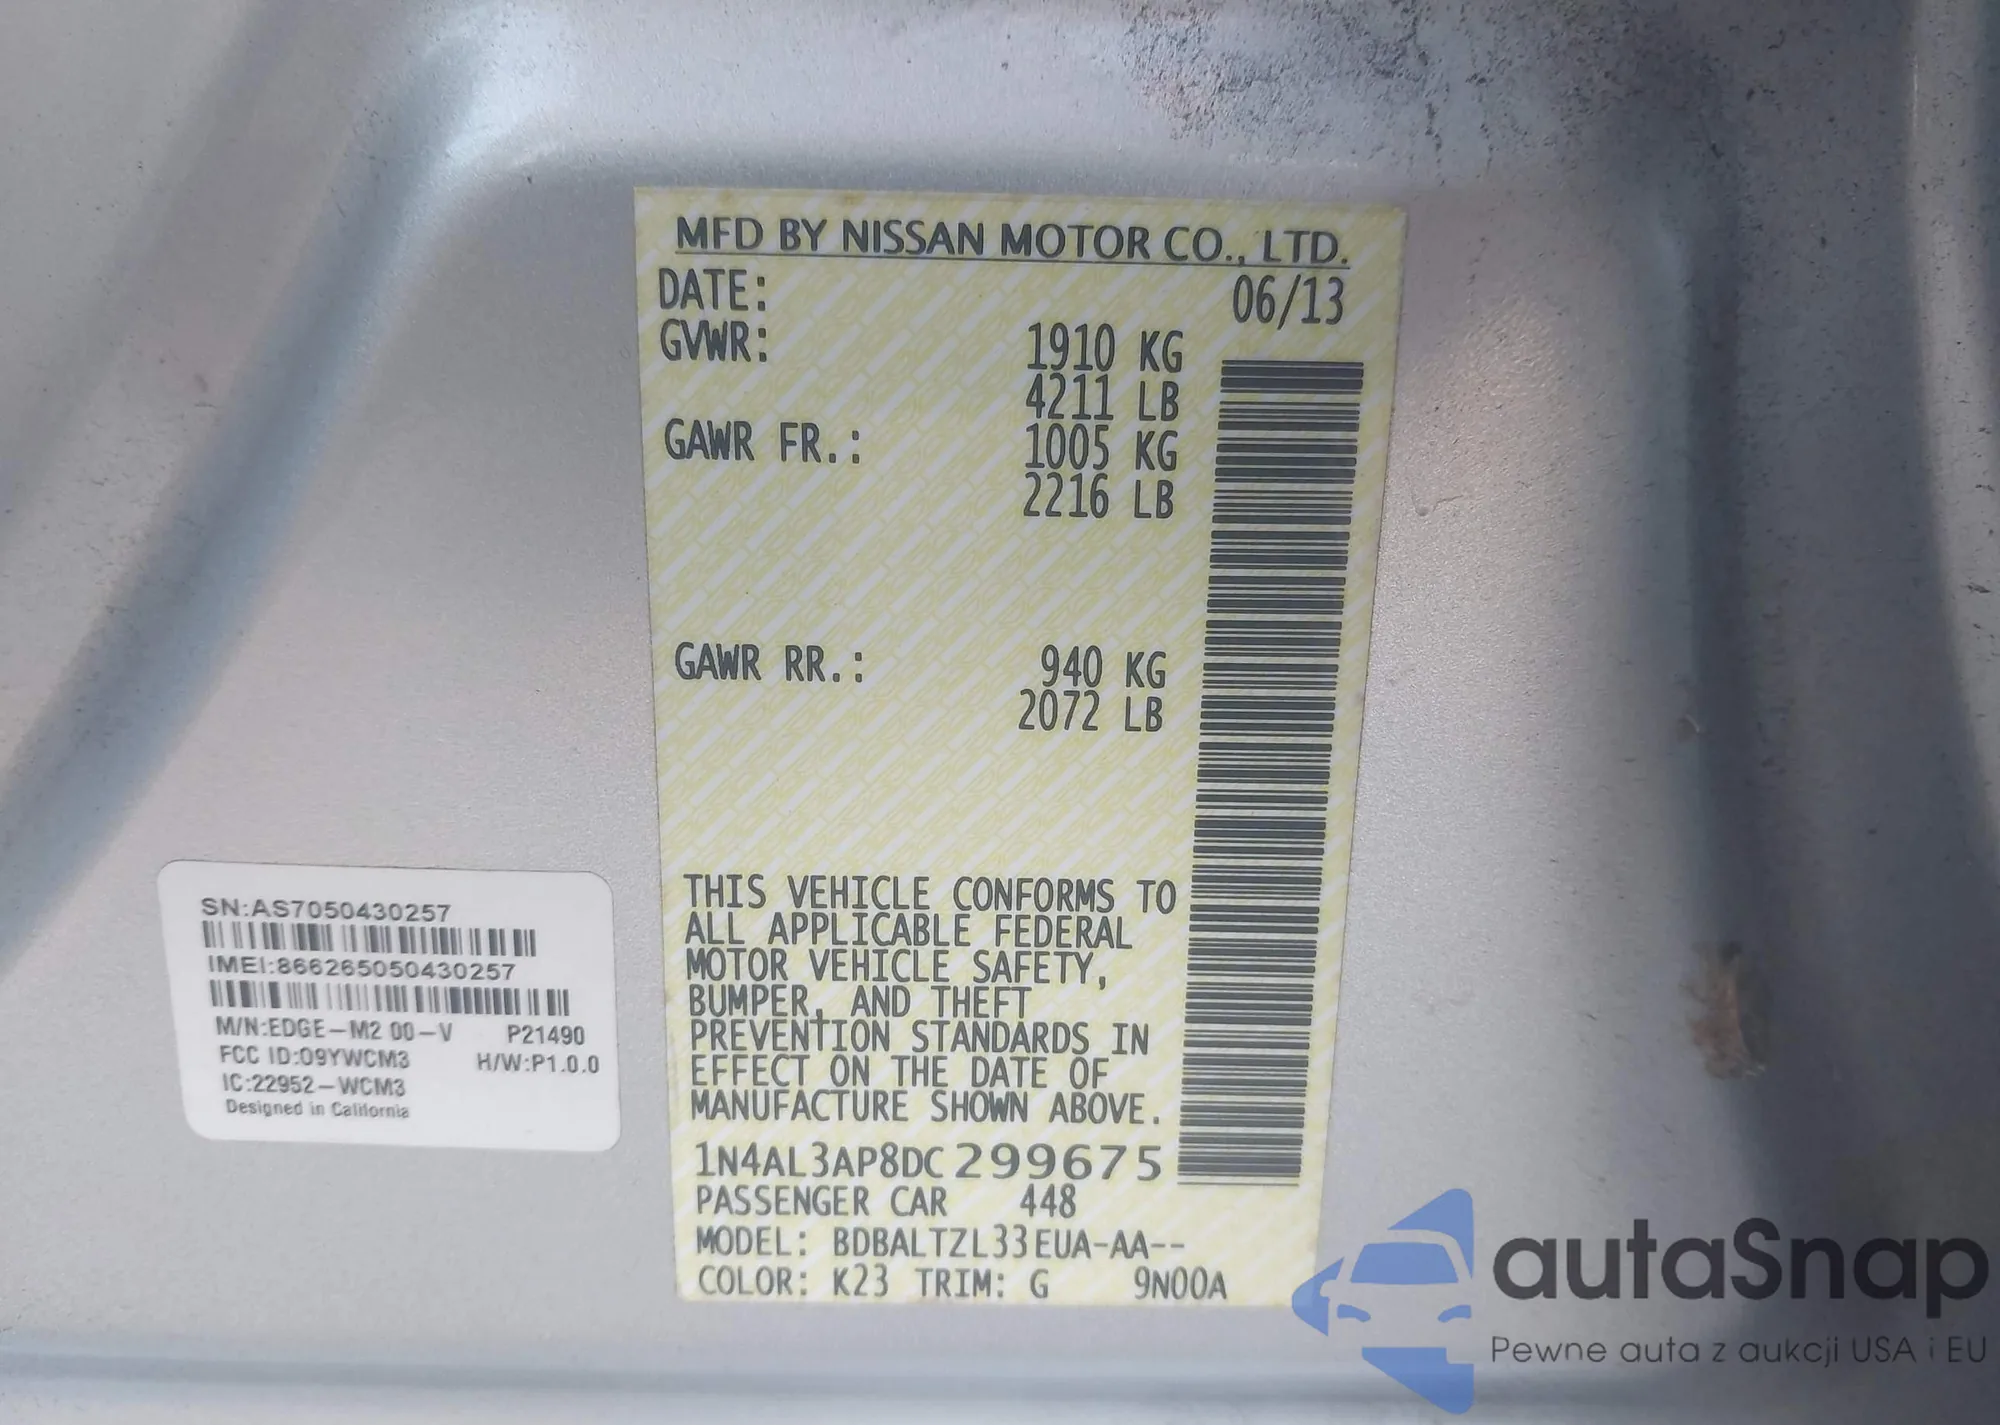 MFD BY NISSAN MOTOR CO., LTD.
DATE: 06/13
GVWR: 1910 KG
4211 LB
GAWR FR.: 1005 KG
2216 LB
GAWR RR.: 940 KG
2072 LB
THIS VEHICLE CONFORMS TO
ALL APPLICABLE FEDERAL
MOTOR VEHICLE SAFETY,
BUMPER, AND THEFT
PREVENTION STANDARDS IN
EFFECT ON THE DATE OF
MANUFACTURE SHOWN ABOVE.
1N4AL3AP8DC299675
PASSENGER CAR 448
MODEL: BDBALTZL33EUA-AA--
COLOR: K23 TRIM: G 9N00A
SN:AS7050430257
IMEI:866265050430257
M/N:EDGE-M2 00-V P21490
FCC ID:O9YWCM3 H/W:P1.0.0
IC:22952-WCM3
Designed in California
autaSnap
Pewne auta z aukcji USA i EU